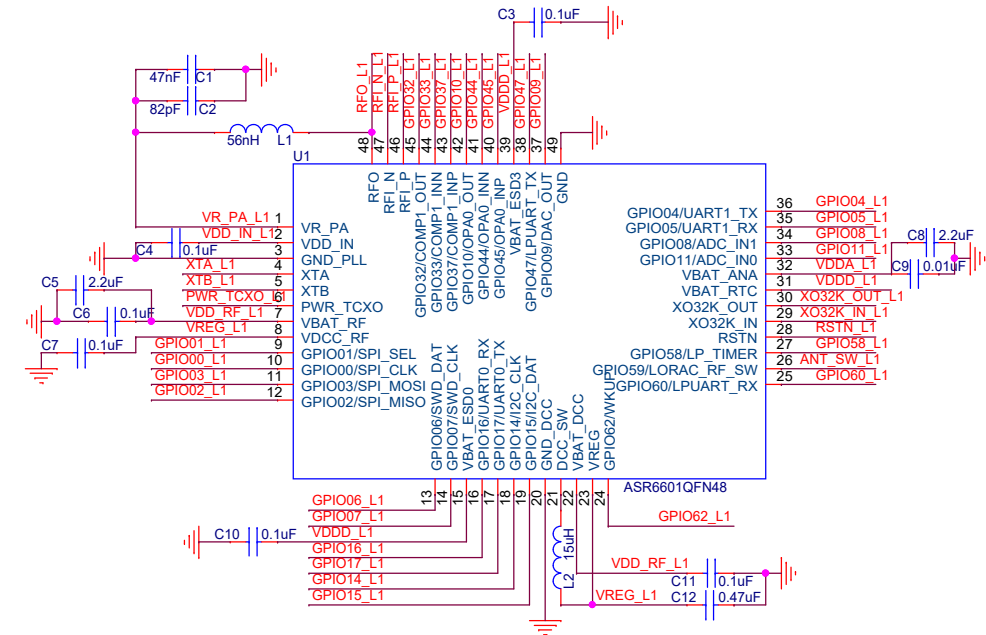 C3 0.1uF
47nF C1
82pF C2
56nH L1
RFO_L1
RFI_N_L1
RFI_P_L1
GPIO32_L1
GPIO33_L1
GPIO37_L1
GPIO10_L1
GPIO44_L1
GPIO45_L1
VDDD_L1
GPIO47_L1
GPIO09_L1
48
47
46
45
44
43
42
41
40
39
38
37
49
U1
RFO
RFI_N
RFI_P
GPIO32/COMP1_OUT
GPIO33/COMP1_INN
GPIO37/COMP1_INP
GPIO10/OPA0_OUT
GPIO44/OPA0_INN
GPIO45/OPA0_INP
VBAT_ESD3
GPIO47/LPUART_TX
GPIO09/DAC_OUT
GND
VR_PA_L1 1 VR_PA
VDD_IN_L1 2 VDD_IN
C4 0.1uF
3 GND_PLL
XTA_L1 4 XTA
XTB_L1 5 XTB
C5 2.2uF
PWR_TCXO_L1 6 PWR_TCXO
C6 0.1uF
VDD_RF_L1 7 VBAT_RF
VREG_L1 8 VDCC_RF
C7 0.1uF
GPIO01_L1 9 GPIO01/SPI_SEL
GPIO00_L1 10 GPIO00/SPI_CLK
GPIO03_L1 11 GPIO03/SPI_MOSI
GPIO02_L1 12 GPIO02/SPI_MISO
GPIO04/UART1_TX 36 GPIO04_L1
GPIO05/UART1_RX 35 GPIO05_L1
GPIO08/ADC_IN1 34 GPIO08_L1
GPIO11/ADC_IN0 33 GPIO11_L1
C8 2.2uF
VBAT_ANA 32 VDDA_L1
C9 0.01uF
VBAT_RTC 31 VDDD_L1
XO32K_OUT 30 XO32K_OUT_L1
XO32K_IN 29 XO32K_IN_L1
RSTN 28 RSTN_L1
GPIO58/LP_TIMER 27 GPIO58_L1
GPIO59/LORAC_RF_SW 26 ANT_SW_L1
GPIO60/LPUART_RX 25 GPIO60_L1
GPIO06/SWD_DAT
GPIO07/SWD_CLK
VBAT_ESD0
GPIO16/UART0_RX
GPIO17/UART0_TX
GPIO14/I2C_CLK
GPIO15/I2C_DAT
GND_DCC
DCC_SW
VBAT_DCC
VREG
GPIO62/WKUP
ASR6601QFN48
13
14
15
16
17
18
19
20
21
22
23
24
GPIO06_L1
GPIO07_L1
C10 0.1uF
VDDD_L1
GPIO16_L1
GPIO17_L1
GPIO14_L1
GPIO15_L1
GPIO62_L1
L2 15uH
VDD_RF_L1
C11 0.1uF
VREG_L1
C12 0.47uF